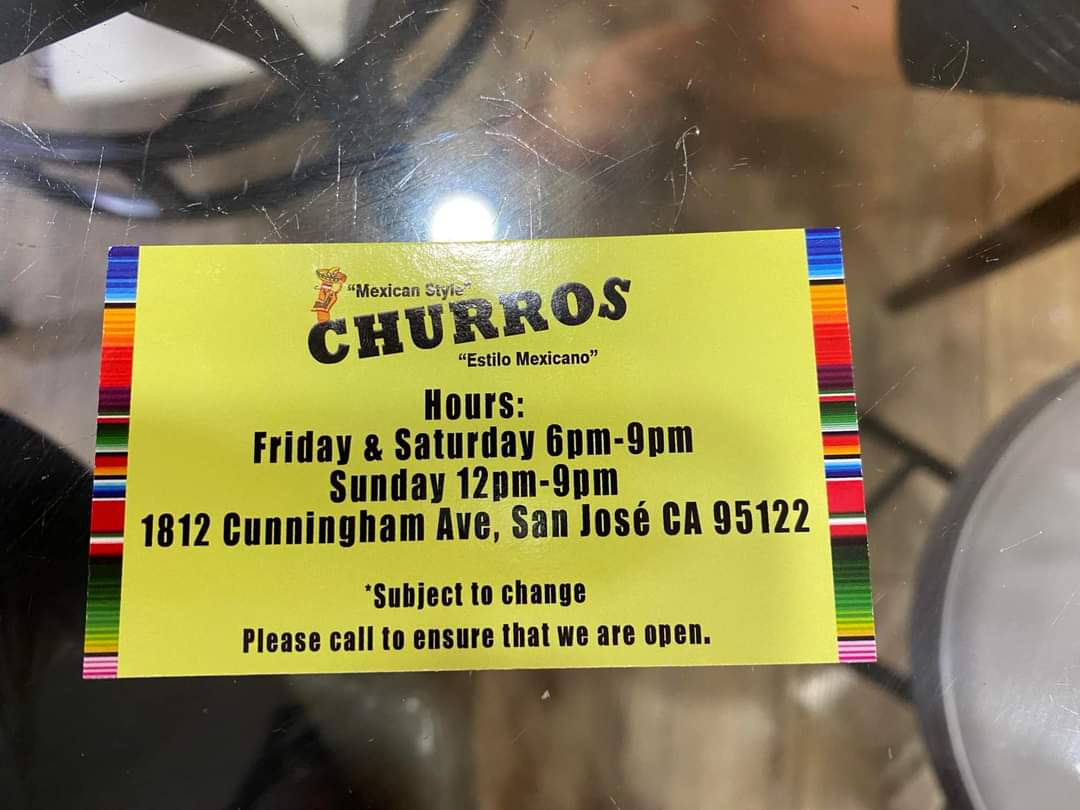 "Mexican Style"
CHURROS
"Estilo Mexicano"
Hours:
Friday & Saturday 6pm-9pm
Sunday 12pm-9pm
1812 Cunningham Ave, San José CA 95122
*Subject to change
Please call to ensure that we are open.